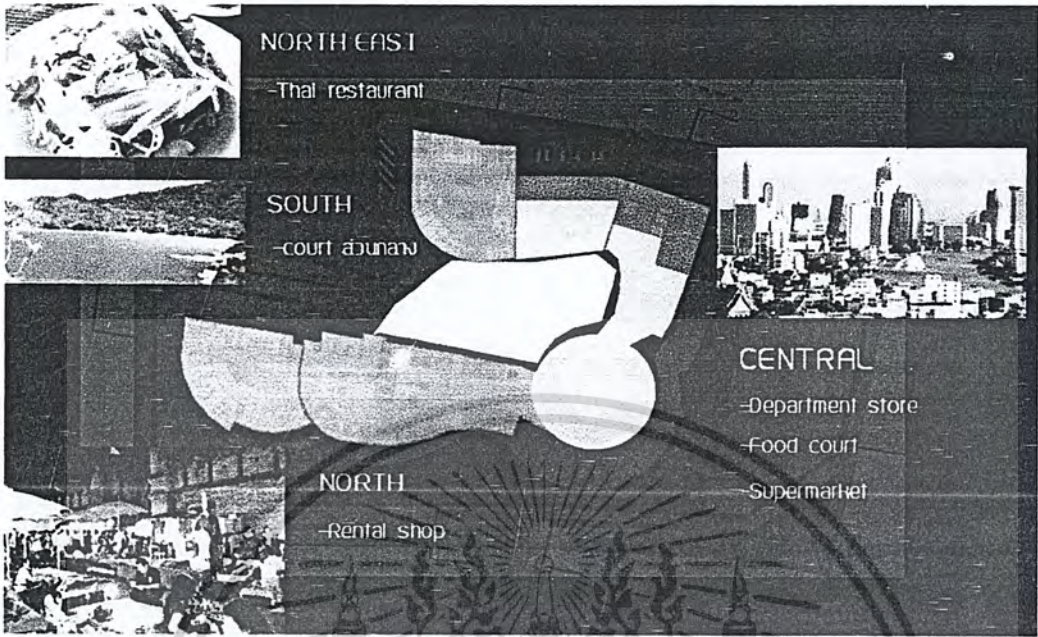 NORTH EAST
-Thai restaurant
SOUTH
-court ส่วนกลาง
CENTRAL
-Department store
-Food court
-Supermarket
NORTH
-Rental shop